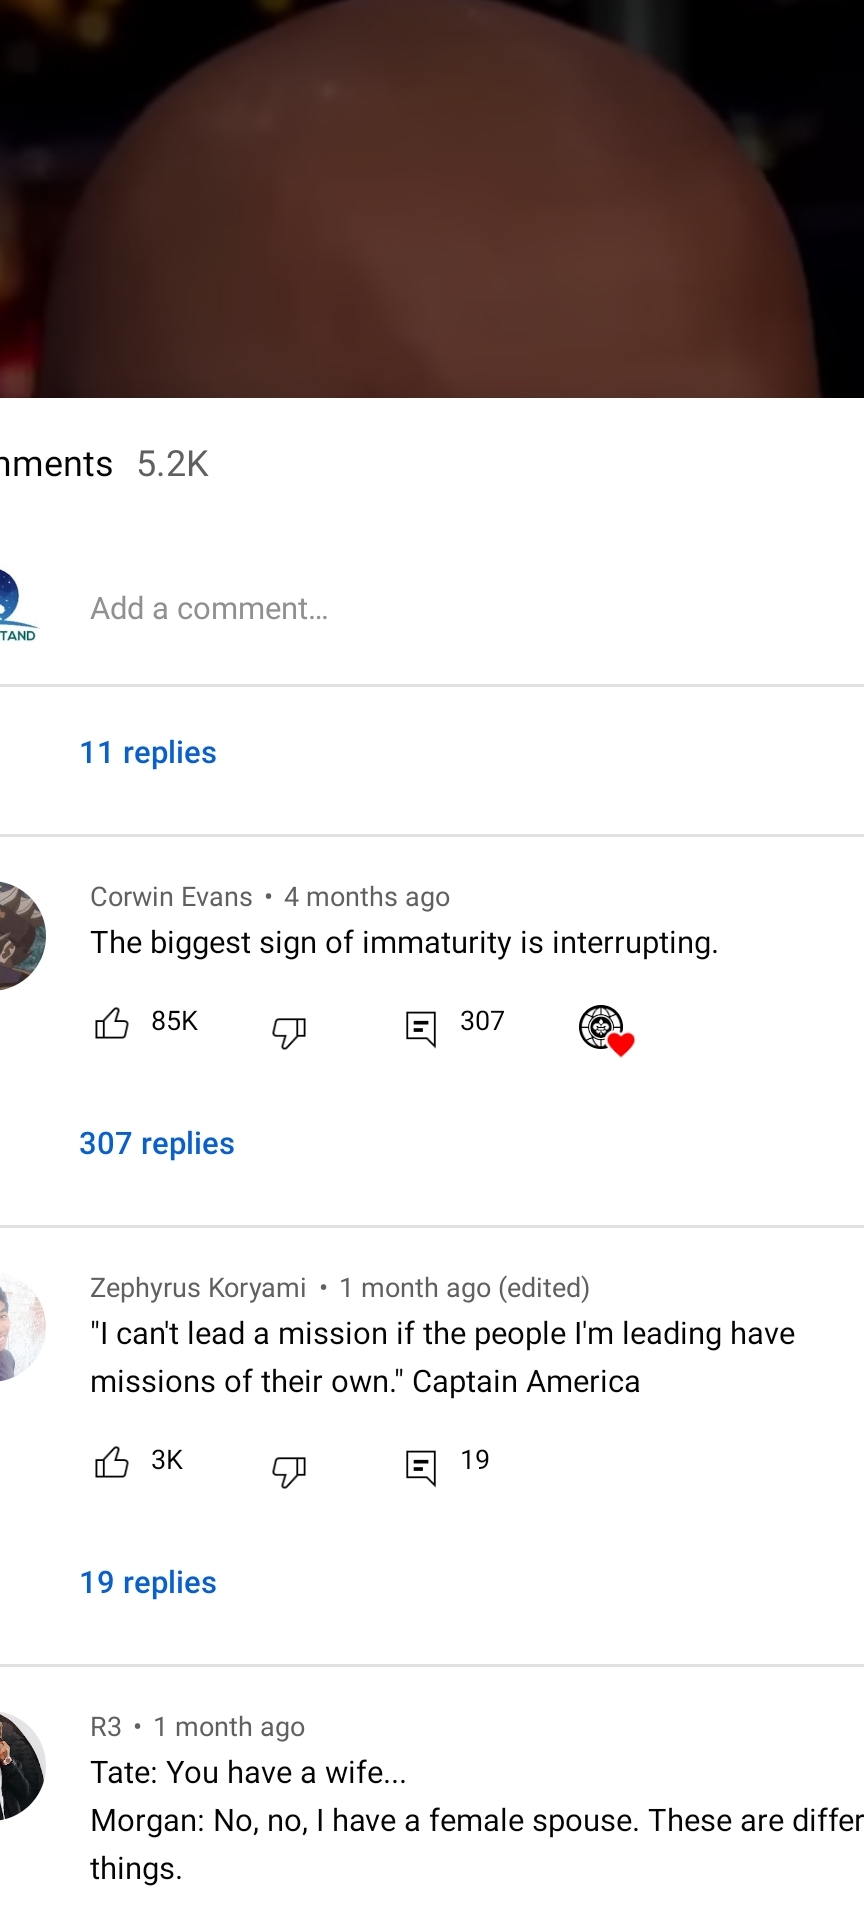 5.2K
TAND
Add a comment...
11 replies
Corwin Evans • 4 months ago
The biggest sign of immaturity is interrupting.
85K 307
307 replies
Zephyrus Koryami • 1 month ago (edited)
"I can't lead a mission if the people I'm leading have
missions of their own." Captain America
3K 19
19 replies
R3 • 1 month ago
Tate: You have a wife...
Morgan: No, no, I have a female spouse. These are
things.